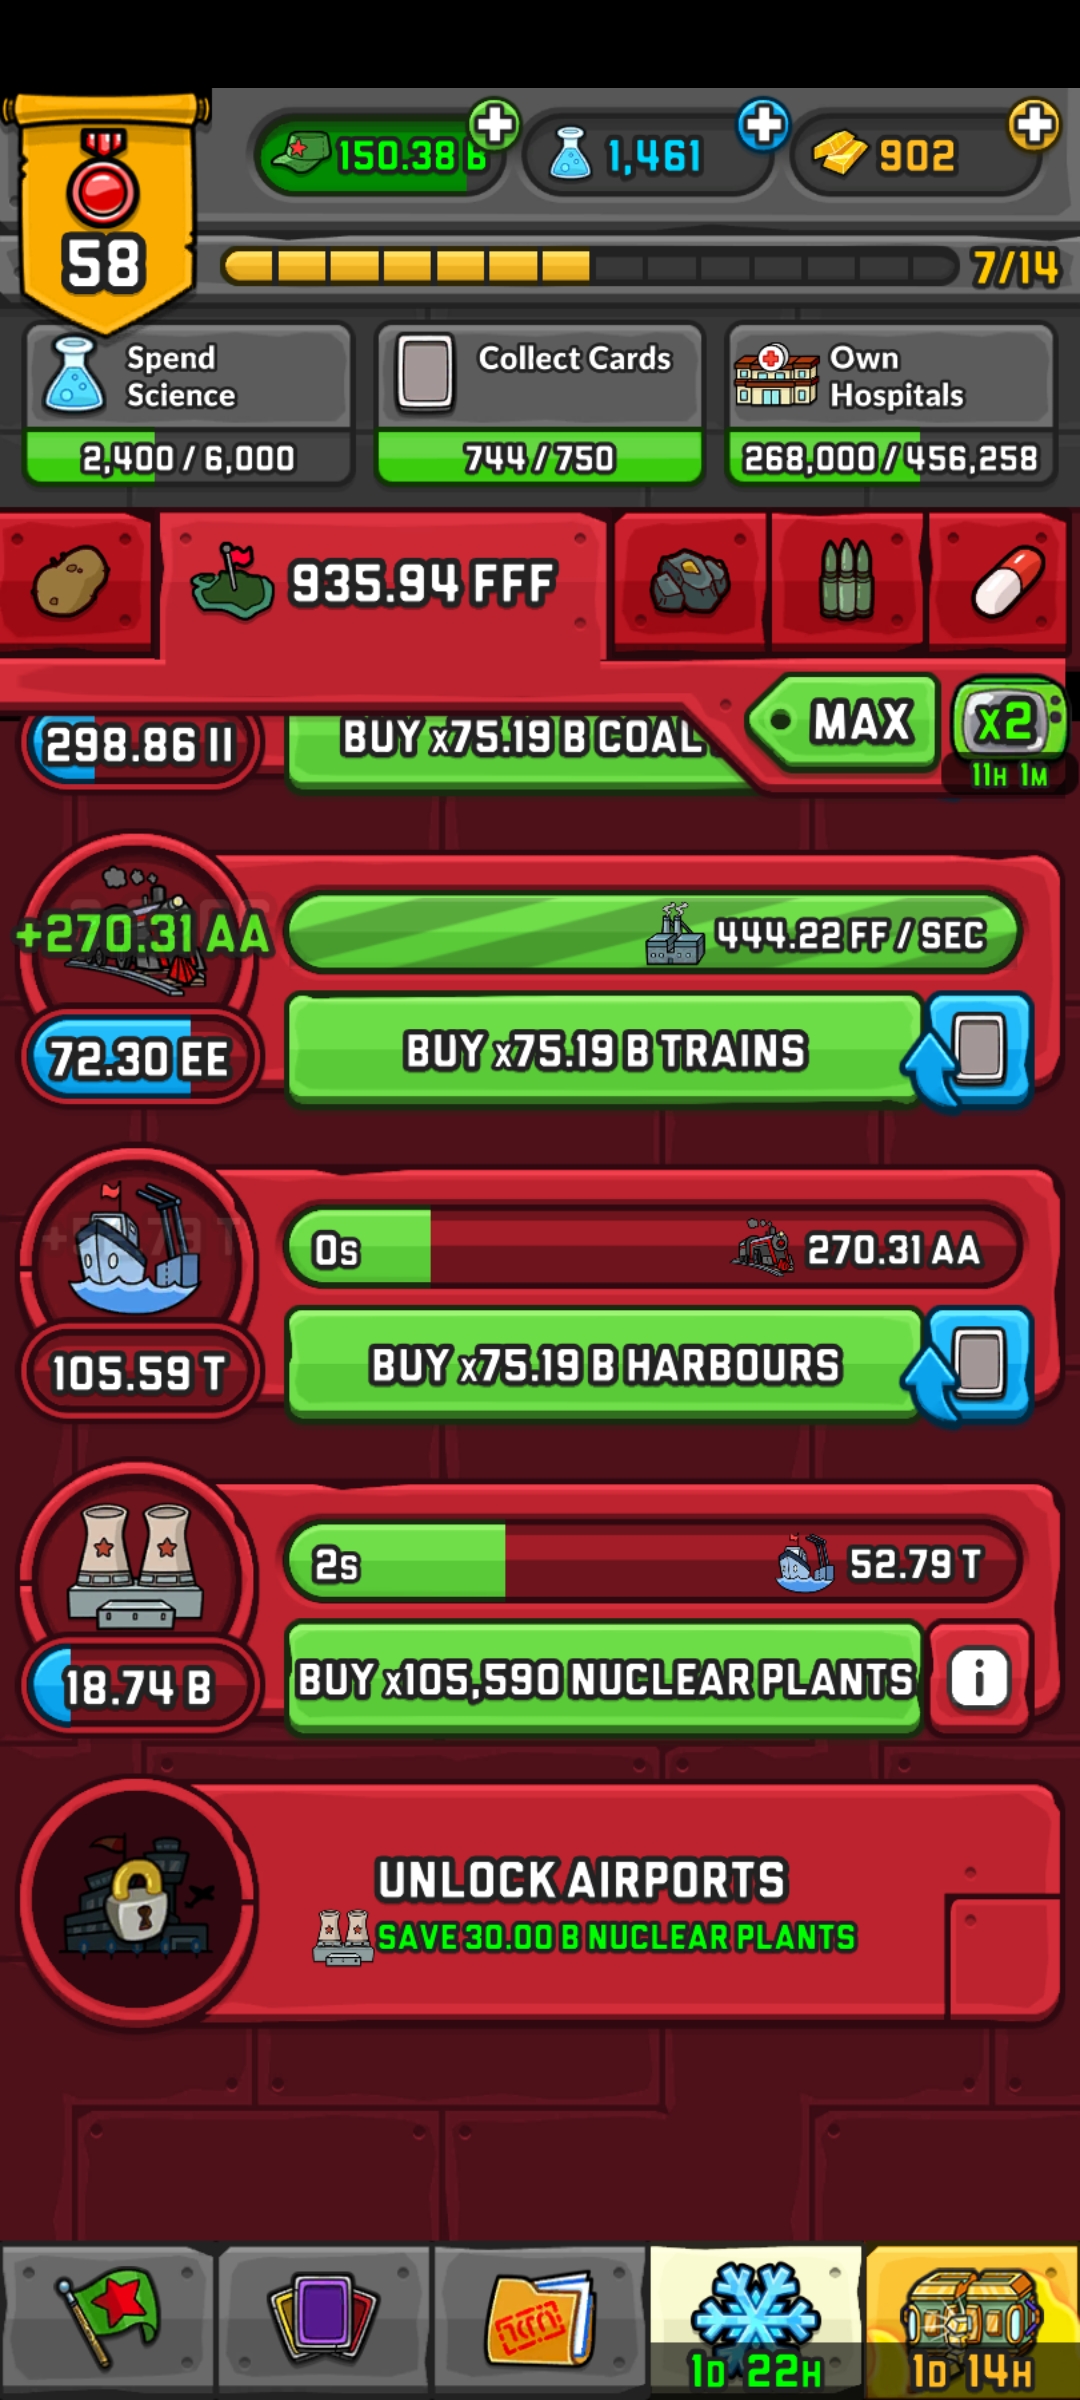 150.38 B
1,461
902
58
7/14
Spend
Science
2,400 / 6,000
Collect Cards
744 / 750
Own
Hospitals
268,000 / 456,258
935.94 FFF
MAX
x2
11H 1M
298.86 II
BUY x75.19 B COAL
+270.31 AA
444.22 FF / SEC
72.30 EE
BUY x75.19 B TRAINS
0s
270.31 AA
105.59 T
BUY x75.19 B HARBOURS
2s
52.79 T
18.74 B
BUY x105,590 NUCLEAR PLANTS
i
UNLOCK AIRPORTS
SAVE 30.00 B NUCLEAR PLANTS
1D 22H
1D 14H